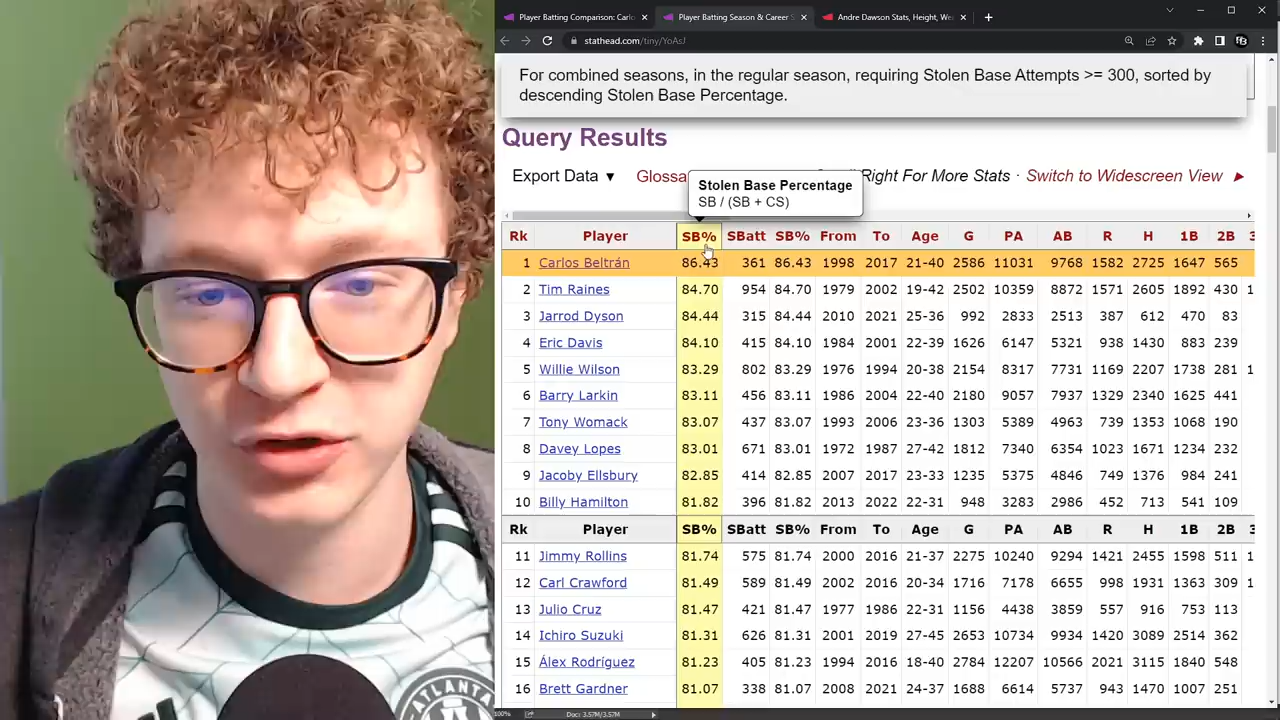 Player Batting Comparison: Carlo
Player Batting Season & Career S
Andre Dawson Stats, Height, We
stathead.com/tiny/YoAsJ
For combined seasons, in the regular season, requiring Stolen Base Attempts >= 300, sorted by
descending Stolen Base Percentage.
Query Results
Export Data ▼ Glossa Right For More Stats · Switch to Widescreen View ►
Stolen Base Percentage
SB / (SB + CS)
Rk Player SB% SBatt SB% From To Age G PA AB R H 1B 2B 3
1 Carlos Beltrán 86.43 361 86.43 1998 2017 21-40 2586 11031 9768 1582 2725 1647 565
2 Tim Raines 84.70 954 84.70 1979 2002 19-42 2502 10359 8872 1571 2605 1892 430 1
3 Jarrod Dyson 84.44 315 84.44 2010 2021 25-36 992 2833 2513 387 612 470 83
4 Eric Davis 84.10 415 84.10 1984 2001 22-39 1626 6147 5321 938 1430 883 239
5 Willie Wilson 83.29 802 83.29 1976 1994 20-38 2154 8317 7731 1169 2207 1738 281 1
6 Barry Larkin 83.11 456 83.11 1986 2004 22-40 2180 9057 7937 1329 2340 1625 441
7 Tony Womack 83.07 437 83.07 1993 2006 23-36 1303 5389 4963 739 1353 1068 190
8 Davey Lopes 83.01 671 83.01 1972 1987 27-42 1812 7340 6354 1023 1671 1234 232
9 Jacoby Ellsbury 82.85 414 82.85 2007 2017 23-33 1235 5375 4846 749 1376 984 241
10 Billy Hamilton 81.82 396 81.82 2013 2022 22-31 948 3283 2986 452 713 541 109
Rk Player SB% SBatt SB% From To Age G PA AB R H 1B 2B 3
11 Jimmy Rollins 81.74 575 81.74 2000 2016 21-37 2275 10240 9294 1421 2455 1598 511 1
12 Carl Crawford 81.49 589 81.49 2002 2016 20-34 1716 7178 6655 998 1931 1363 309 1
13 Julio Cruz 81.47 421 81.47 1977 1986 22-31 1156 4438 3859 557 916 753 113
14 Ichiro Suzuki 81.31 626 81.31 2001 2019 27-45 2653 10734 9934 1420 3089 2514 362
15 Álex Rodríguez 81.23 405 81.23 1994 2016 18-40 2784 12207 10566 2021 3115 1840 548
16 Brett Gardner 81.07 338 81.07 2008 2021 24-37 1688 6614 5737 943 1470 1007 251
100% Doc: 3.57M/3.57M
ATLANTA